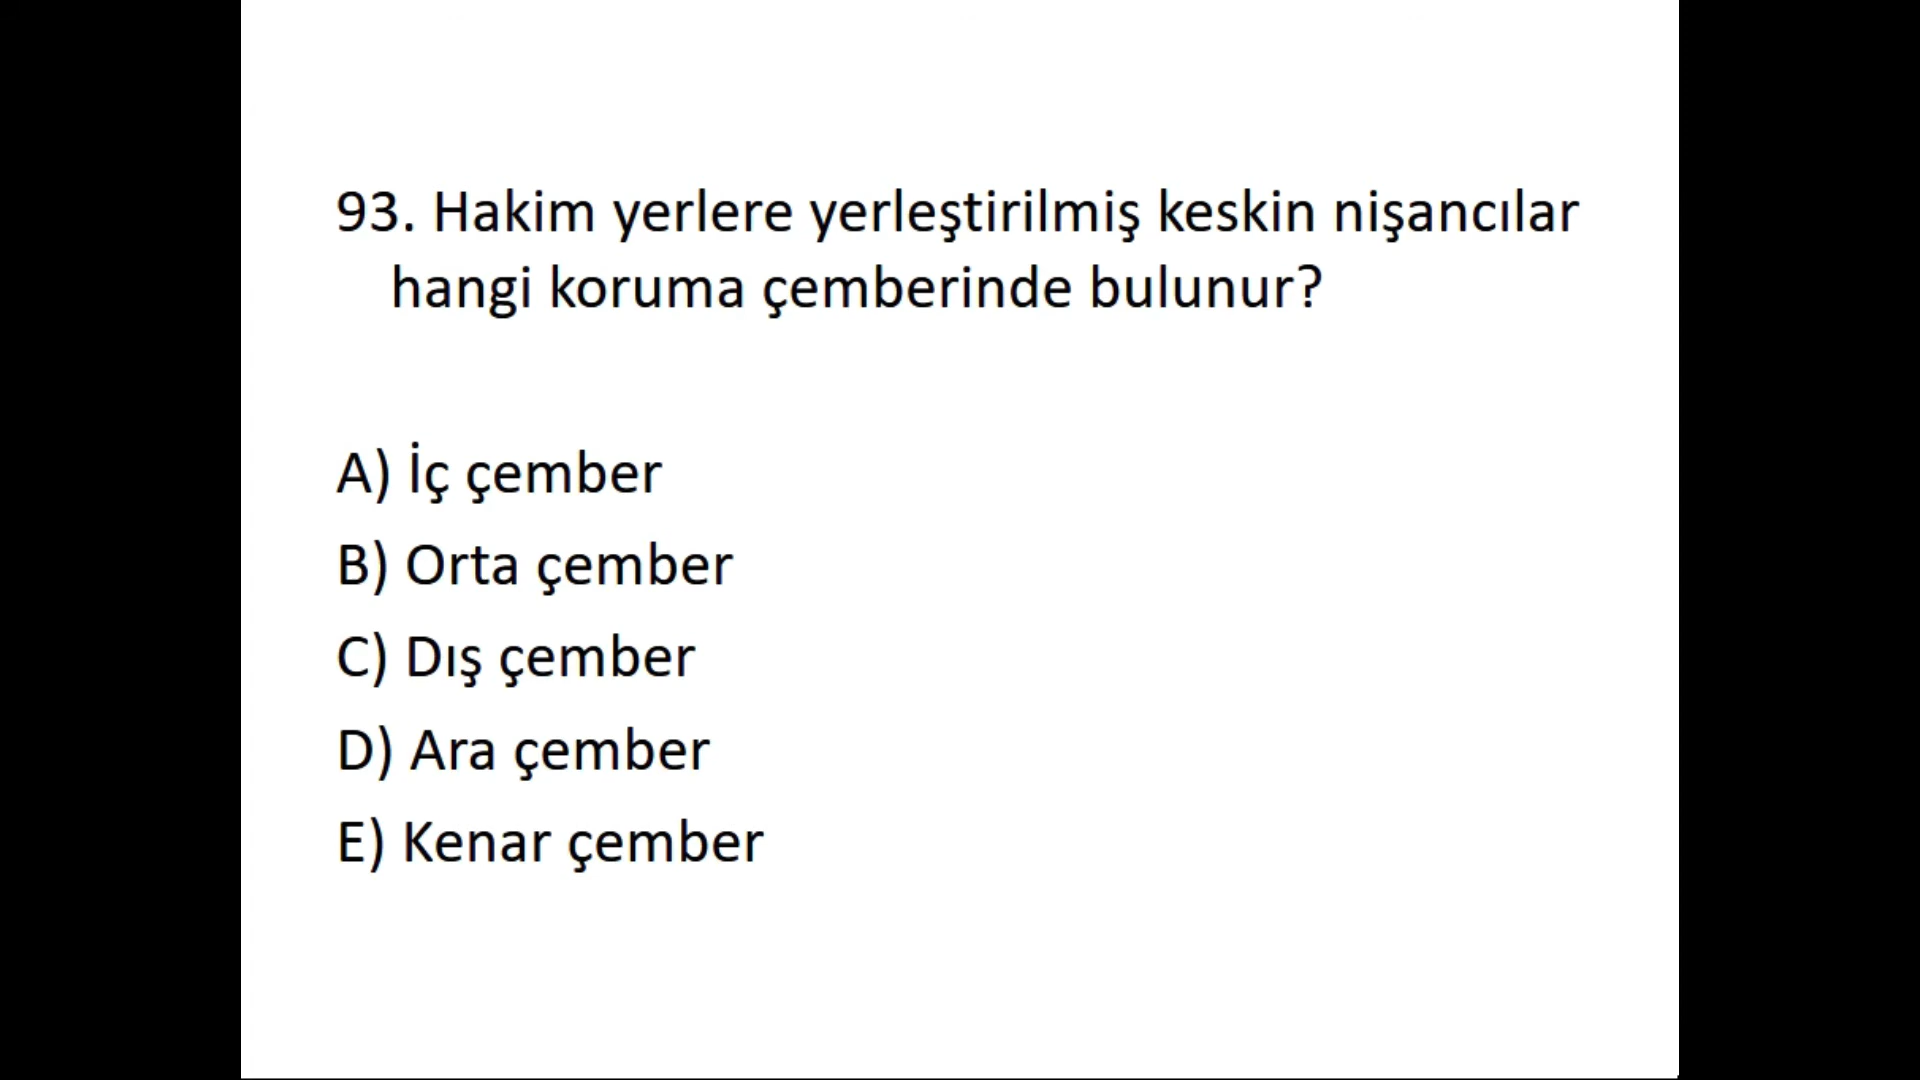 93. Hakim yerlere yerleştirilmiş keskin nişancılar
hangi koruma çemberinde bulunur?
A) İç çember
B) Orta çember
C) Dış çember
D) Ara çember
E) Kenar çember